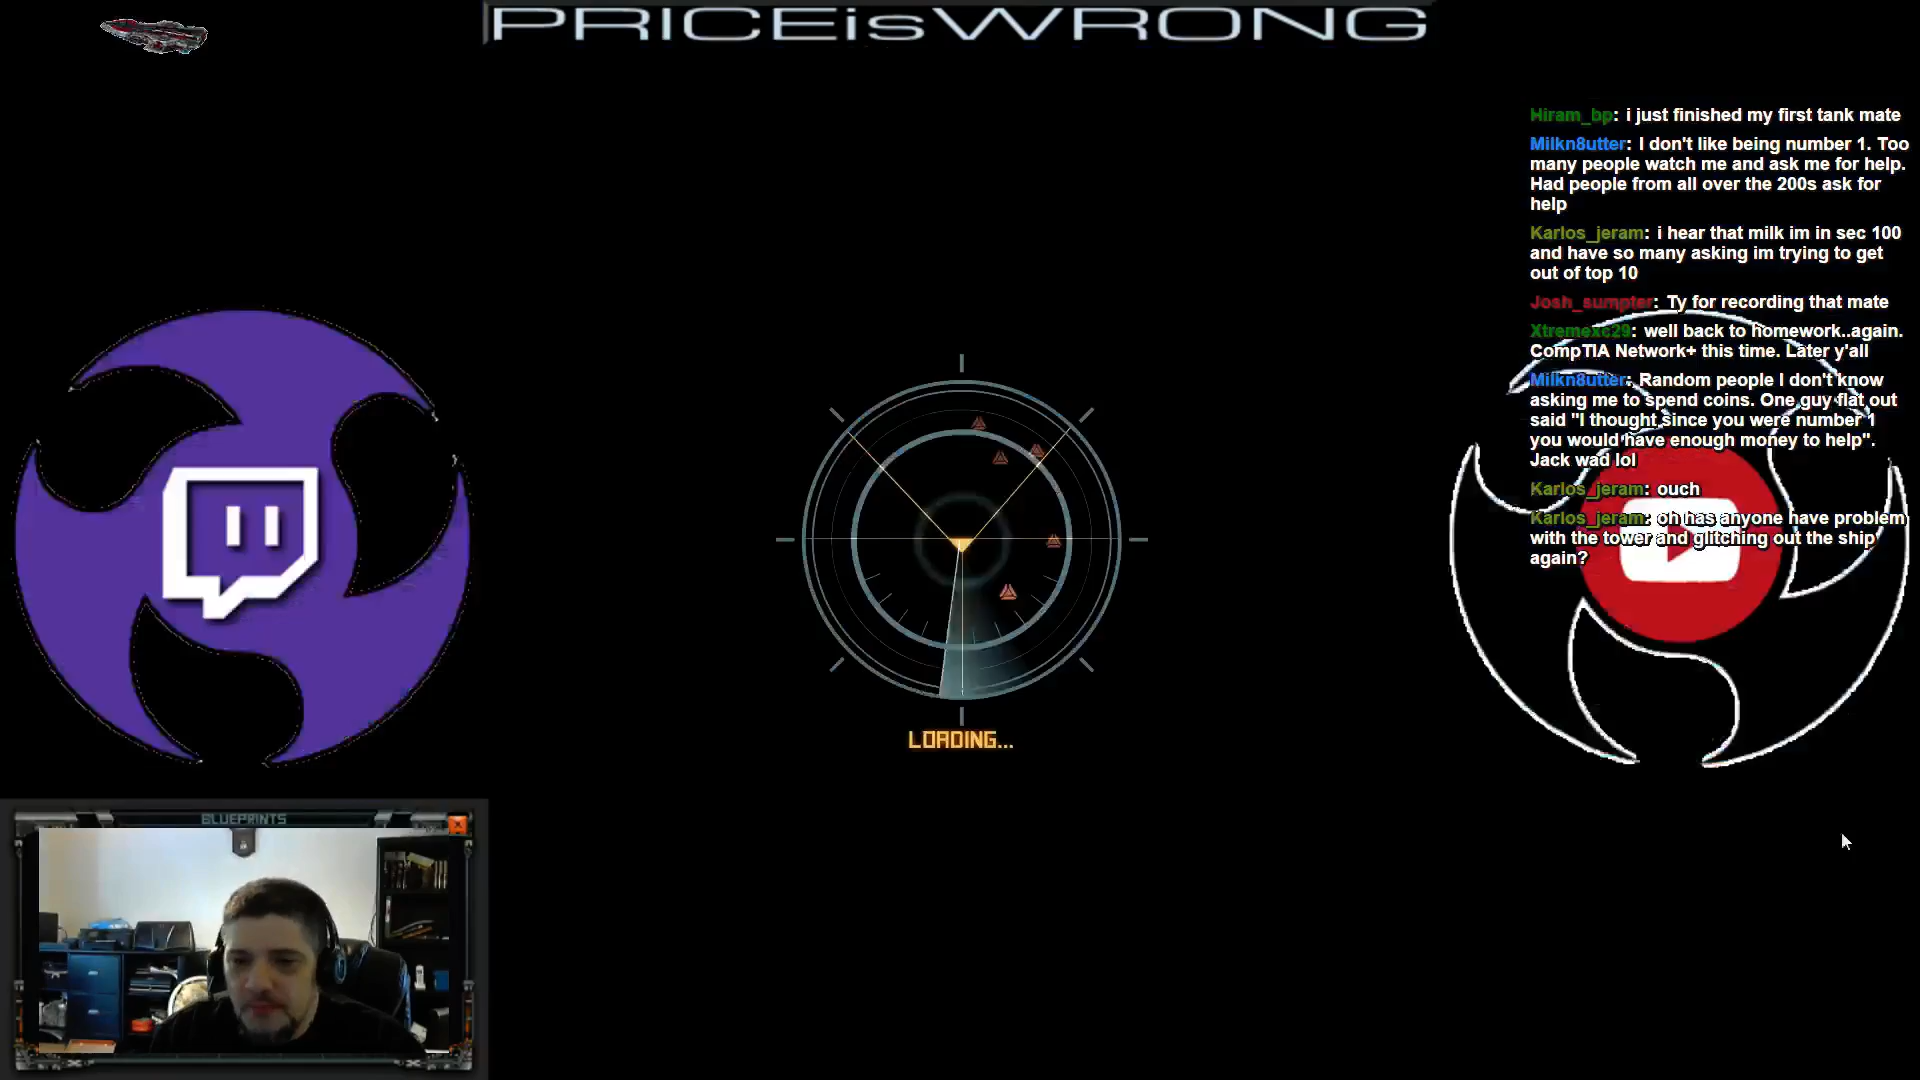 PRICEisWRONG
Hiram_bp: i just finished my first tank mate
Milkn8utter: I don't like being number 1. Too
many people watch me and ask me for help.
Had people from all over the 200s ask for
help
Karlos_jeram: i hear that milk im in sec 100
and have so many asking im trying to get
out of top 10
Josh_sumpter: Ty for recording that mate
Xtremexc29: well back to homework..again.
CompTIA Network+ this time. Later y'all
Milkn8utter: Random people I don't know
asking me to spend coins. One guy flat out
said "I thought since you were number 1
you would have enough money to help".
Jack wad lol
Karlos_jeram: ouch
Karlos_jeram: oh has anyone have problem
with the tower and glitching out the ship
again?
LOADING...
BLUEPRINTS